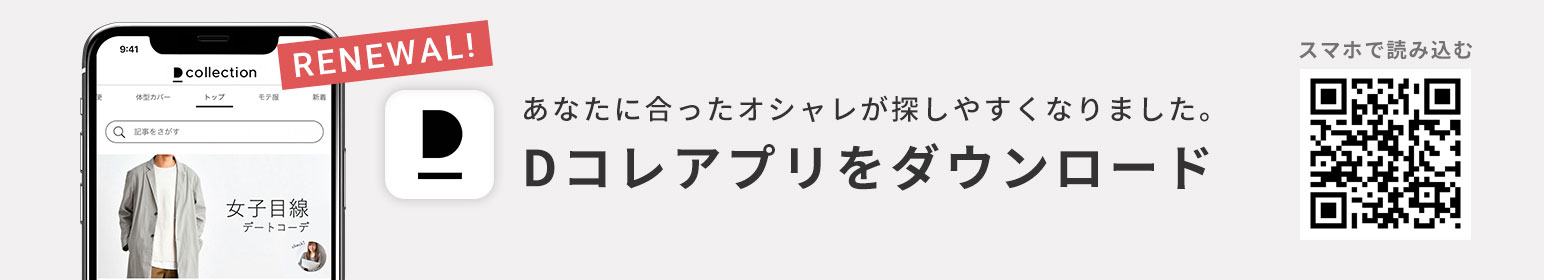 9:41
RENEWAL!
D collection
体型カバー
トップ
モテ服
新着
記事をさがす
女子目線
デートコーデ
check!
D
あなたに合ったオシャレが探しやすくなりました。
Dコレアプリをダウンロード
スマホで読み込む